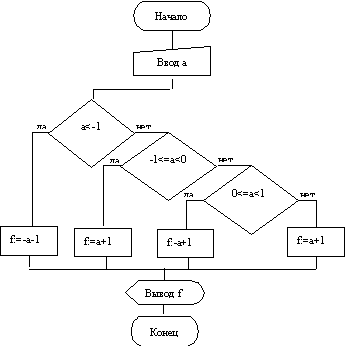 Начало
Ввод a
a<-1
да
нет
-1<=a<0
да
нет
0<=a<1
да
нет
f:=-a-1
f:=a+1
f:-a+1
f:=a+1
Вывод f
Конец